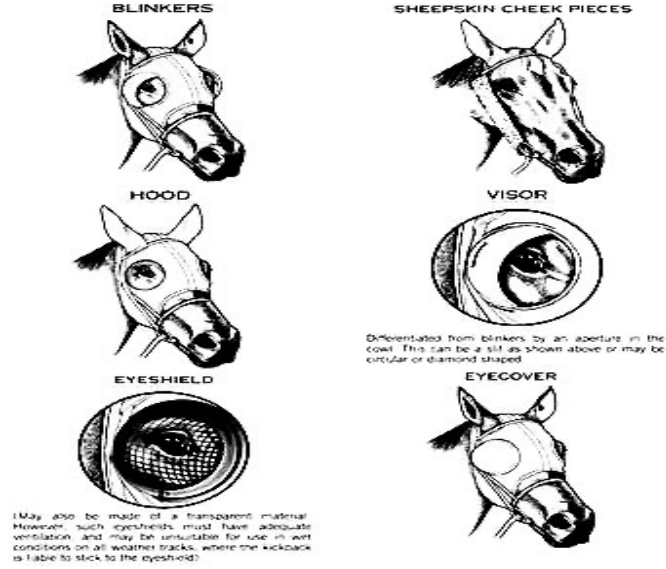 BLINKERS
SHEEPSKIN CHEEK PIECES
HOOD
VISOR
Differentiated from blinkers by an aperture in the
cowl. This can be a slit as shown above or may be
circular or diamond shaped
EYESHIELD
(May also be made of a transparent material.
However, such eyeshields must have adequate
ventilation, and may be unsuitable for use in wet
conditions on all weather tracks, where the kickback
is liable to stick to the eyeshield)
EYECOVER